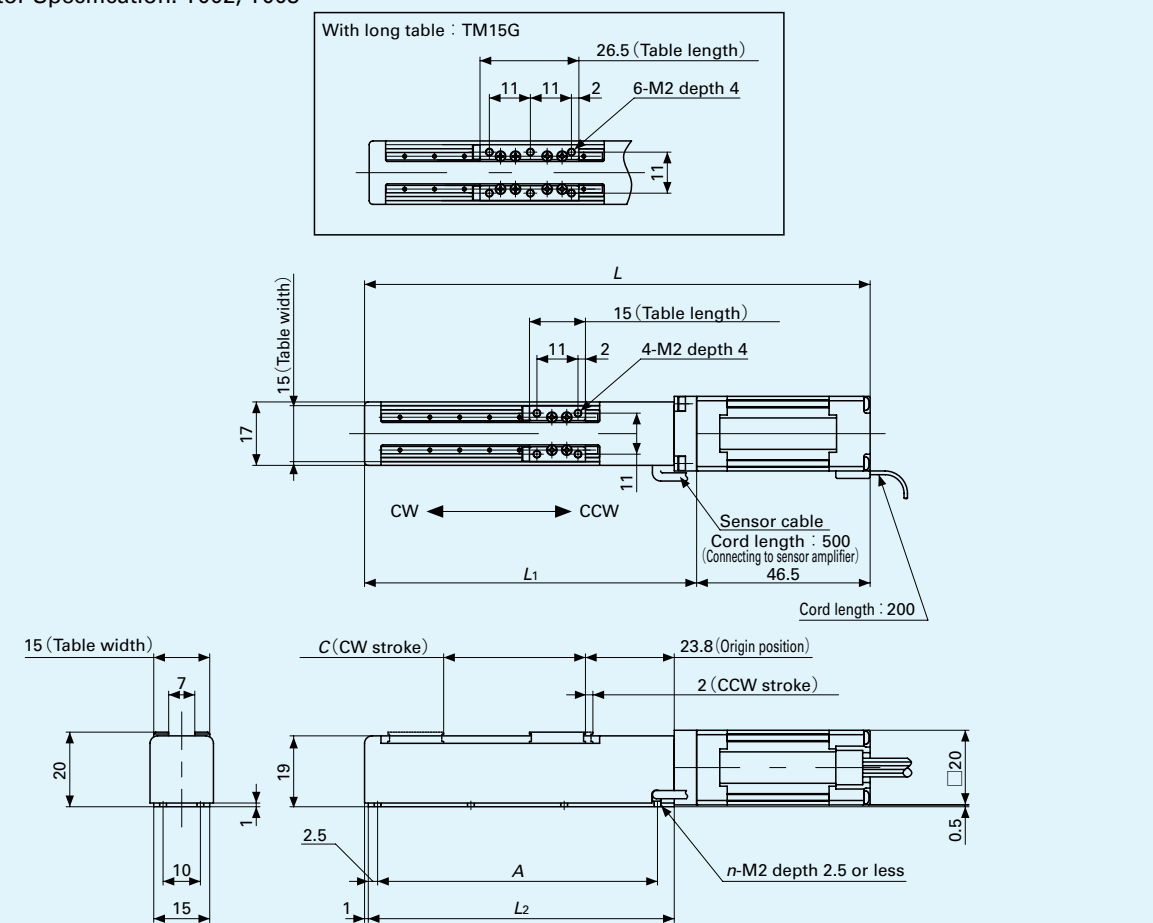 With long table : TM15G
26.5 (Table length)
11
11
2
6-M2 depth 4
11
L
15 (Table width)
15 (Table length)
11
2
4-M2 depth 4
17
11
CW
CCW
Sensor cable
Cord length : 500
(Connecting to sensor amplifier)
L1
46.5
Cord length : 200
15 (Table width)
C (CW stroke)
23.8 (Origin position)
7
2 (CCW stroke)
20
19
□20
1
0.5
2.5
10
A
n-M2 depth 2.5 or less
15
1
L2